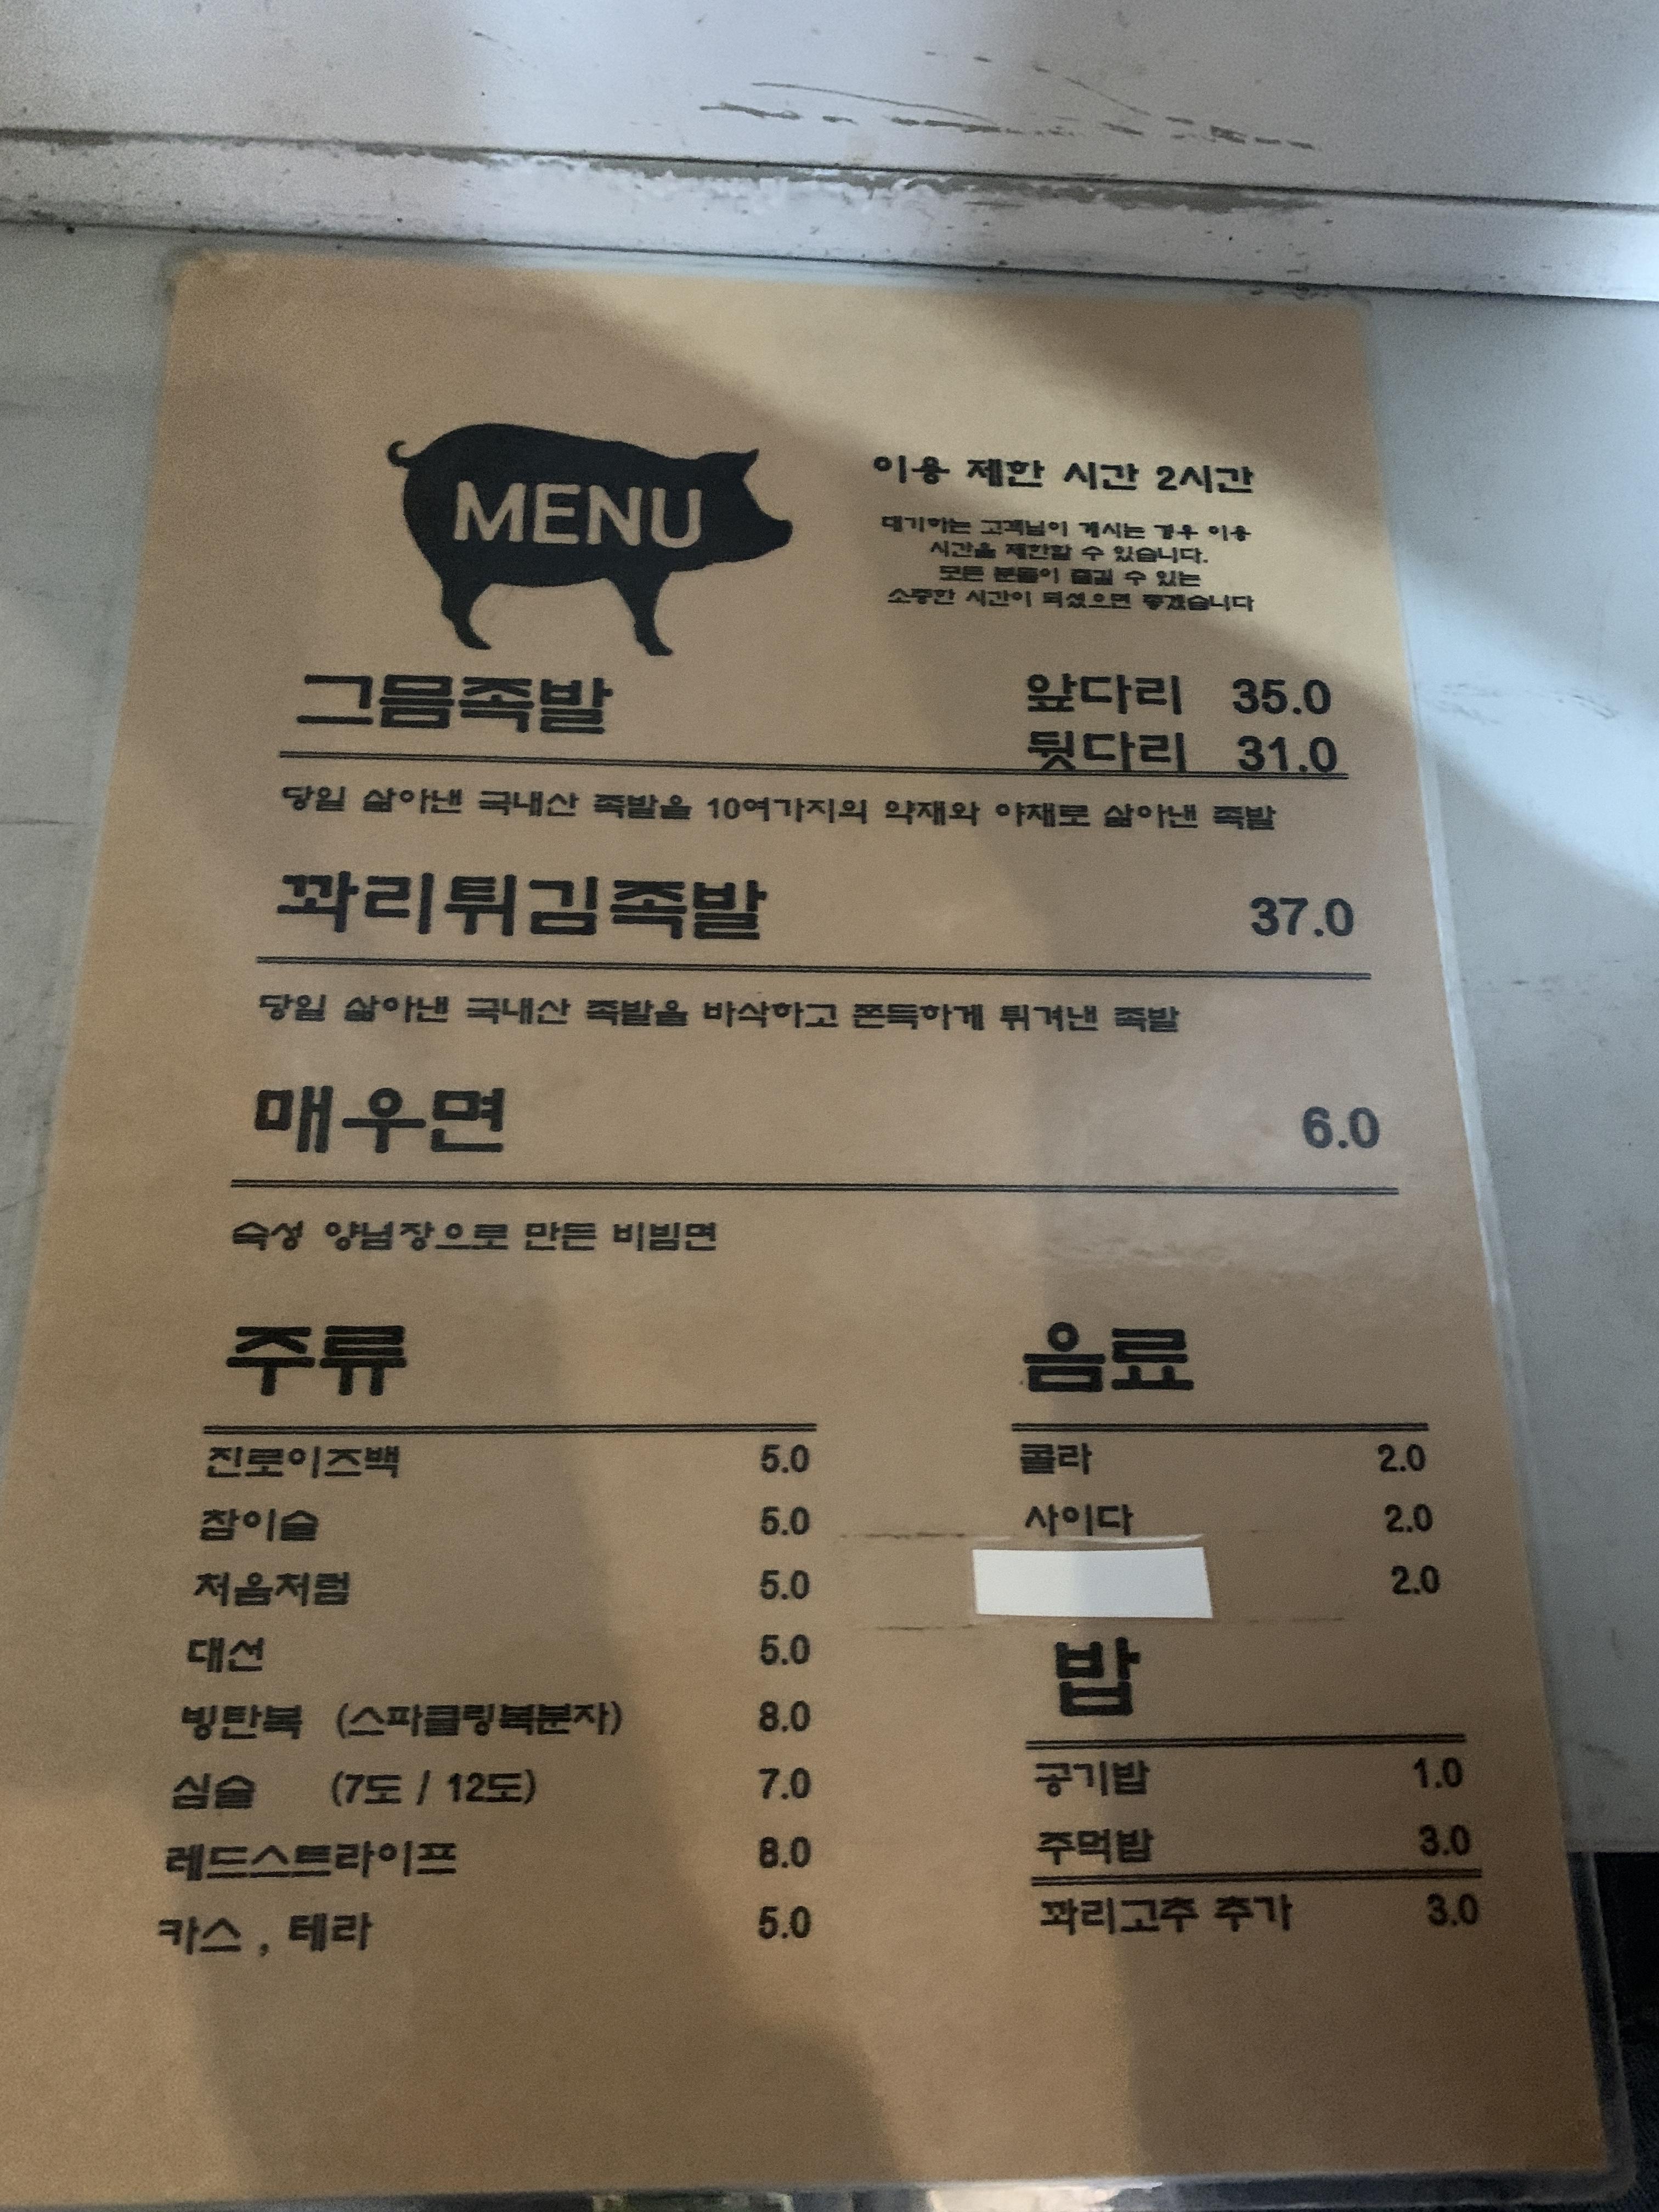 MENU
이용 제한 시간 2시간
대기하는 고객님이 계시는 경우 이용
시간을 제한할 수 있습니다.
모든 분들이 즐길 수 있는
소중한 시간이 되셨으면 좋겠습니다
그믐족발 앞다리 35.0
뒷다리 31.0
당일 삶아낸 국내산 족발을 10여가지의 약재와 야채로 삶아낸 족발
꽈리튀김족발 37.0
당일 삶아낸 국내산 족발을 바삭하고 쫀득하게 튀겨낸 족발
매우면 6.0
숙성 양념장으로 만든 비빔면
주류
진로이즈백 5.0
참이슬 5.0
처음처럼 5.0
대선 5.0
빙탄복 (스파클링복분자) 8.0
심술 (7도 / 12도) 7.0
레드스트라이프 8.0
카스 , 테라 5.0
음료
콜라 2.0
사이다 2.0
2.0
밥
공기밥 1.0
주먹밥 3.0
꽈리고추 추가 3.0